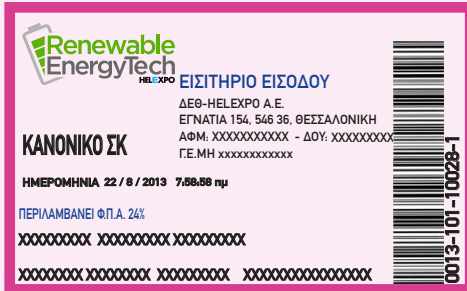 Renewable
EnergyTech
HELEXPO
ΕΙΣΙΤΗΡΙΟ ΕΙΣΟΔΟΥ
ΔΕΘ-HELEXPO A.E.
ΕΓΝΑΤΙΑ 154, 546 36, ΘΕΣΣΑΛΟΝΙΚΗ
ΑΦΜ: XXXXXXXXXXX - ΔΟΥ: XXXXXXXXX
Γ.Ε.ΜΗ xxxxxxxxxxxx
ΚΑΝΟΝΙΚΟ ΣΚ
ΗΜΕΡΟΜΗΝΙΑ 22 / 8 / 2013 7:58:58 πμ
ΠΕΡΙΛΑΜΒΑΝΕΙ Φ.Π.Α. 24%
XXXXXXXXX XXXXXXXXX XXXXXXXXX
XXXXXXXX XXXXXXXX XXXXXXXXX XXXXXXXXXXXXXXXX
0013-101-10028-1